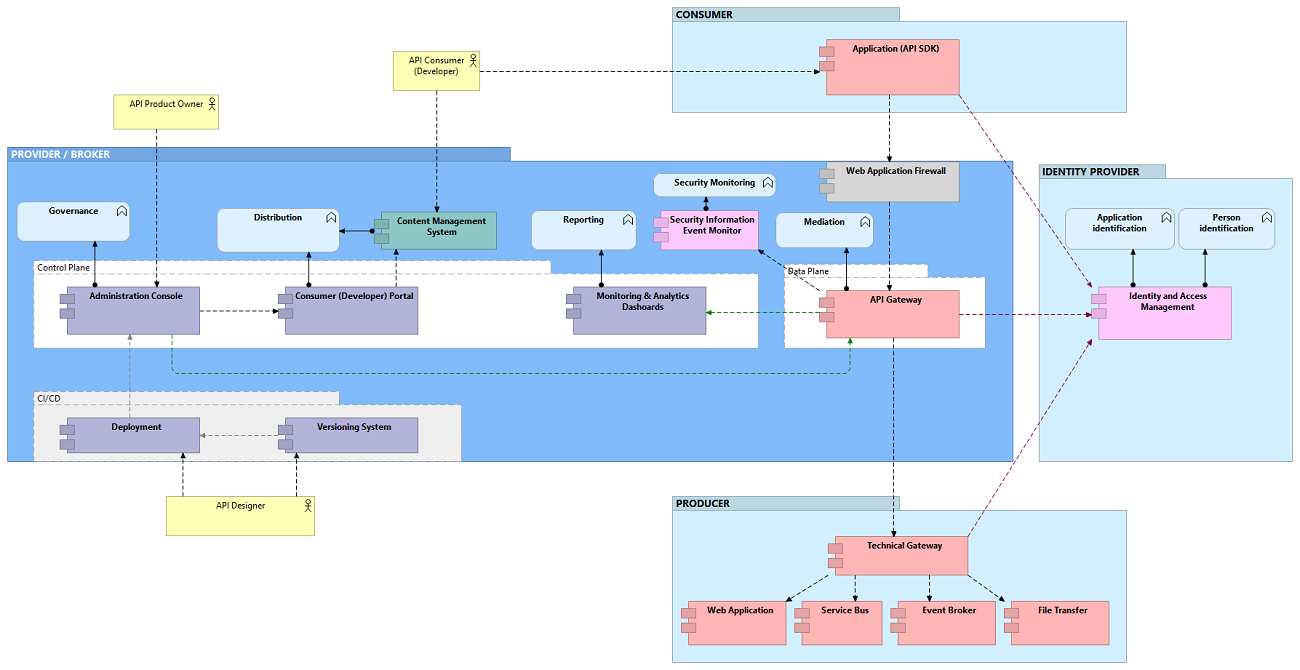 CONSUMER
Application (API SDK)
API Consumer
(Developer)
API Product Owner
PROVIDER / BROKER
Web Application Firewall
IDENTITY PROVIDER
Governance
Distribution
Content Management
System
Reporting
Security Monitoring
Security Information
Event Monitor
Mediation
Application
identification
Person
identification
Control Plane
Data Plane
Administration Console
Consumer (Developer) Portal
Monitoring & Analytics
Dashoards
API Gateway
Identity and Access
Management
CI/CD
Deployment
Versioning System
API Designer
PRODUCER
Technical Gateway
Web Application
Service Bus
Event Broker
File Transfer